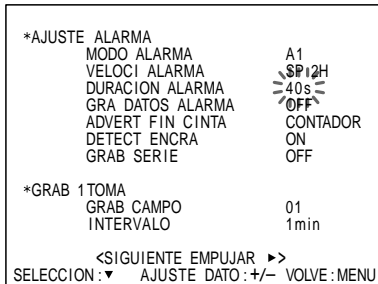 *AJUSTE ALARMA
MODO ALARMA A1
VELOCI ALARMA SP 12H
DURACION ALARMA 40s
GRA DATOS ALARMA OFF
ADVERT FIN CINTA CONTADOR
DETECT ENCRA ON
GRAB SERIE OFF
*GRAB 1TOMA
GRAB CAMPO 01
INTERVALO 1min
<SIGUIENTE EMPUJAR ►>
SELECCION:▼ AJUSTE DATO:+/– VOLVE:MENU